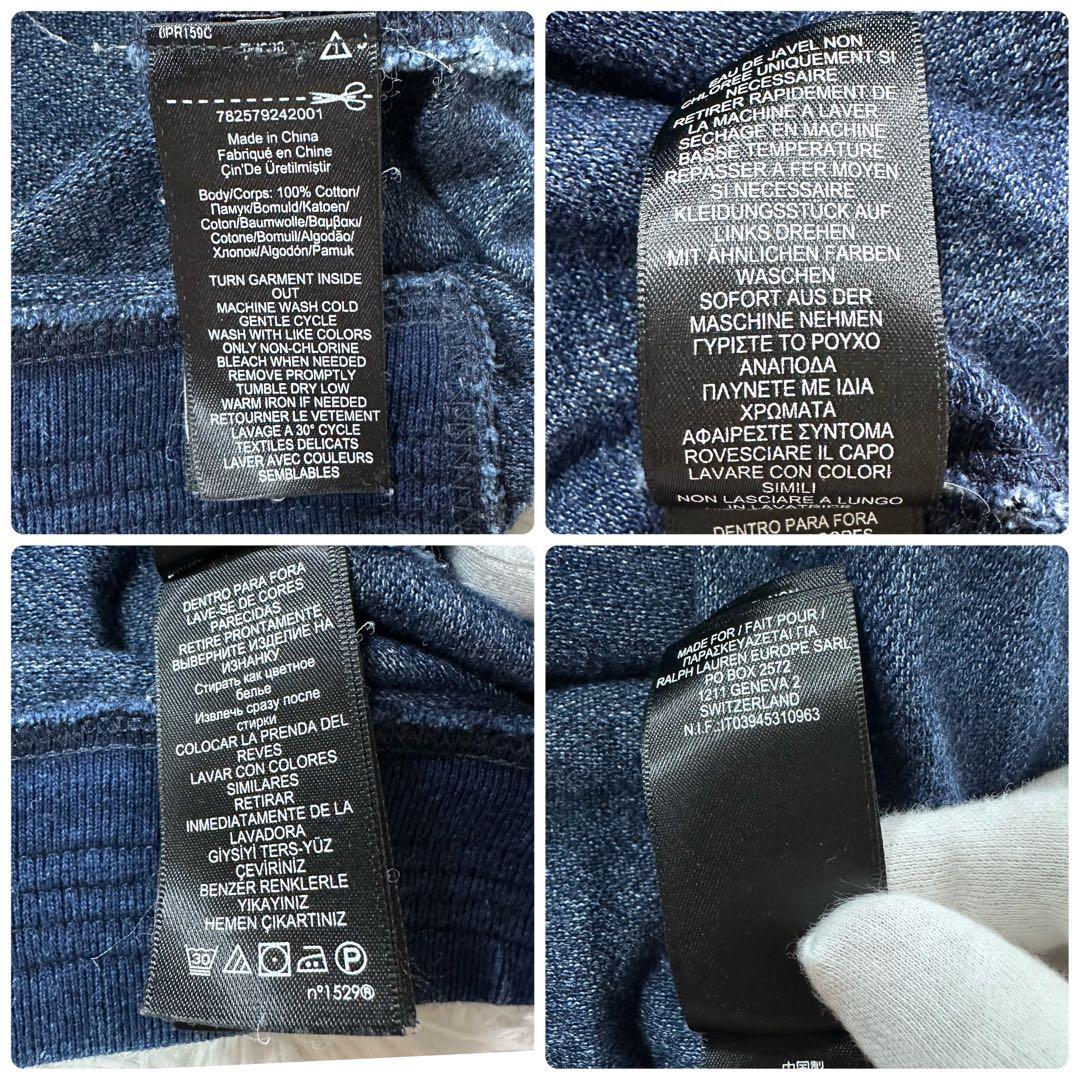 0PR159C
782579242001
Made in China
Fabriqué en Chine
Çin'De Üretilmiştir
Body/Corps: 100% Cotton/
Памук/Bomuld/Katoen/
Coton/Baumwolle/Βαμβακι/
Cotone/Bomull/Algodão/
Хлопок/Algodón/Pamuk
TURN GARMENT INSIDE
OUT
MACHINE WASH COLD
GENTLE CYCLE
WASH WITH LIKE COLORS
ONLY NON-CHLORINE
BLEACH WHEN NEEDED
REMOVE PROMPTLY
TUMBLE DRY LOW
WARM IRON IF NEEDED
RETOURNER LE VETEMENT
LAVAGE A 30° CYCLE
TEXTILES DELICATS
LAVER AVEC COULEURS
SEMBLABLES
EAU DE JAVEL NON
CHLOREE UNIQUEMENT SI
NECESSAIRE
RETIRER RAPIDEMENT DE
LA MACHINE A LAVER
SECHAGE EN MACHINE
BASSE TEMPERATURE
REPASSER A FER MOYEN
SI NECESSAIRE
KLEIDUNGSSTUCK AUF
LINKS DREHEN
MIT ÄHNLICHEN FARBEN
WASCHEN
SOFORT AUS DER
MASCHINE NEHMEN
ΓΥΡΙΣΤΕ ΤΟ ΡΟΥΧΟ
ΑΝΑΠΟΔΑ
ΠΛΥΝΕΤΕ ΜΕ ΙΔΙΑ
ΧΡΩΜΑΤΑ
ΑΦΑΙΡΕΣΤΕ ΣΥΝΤΟΜΑ
ROVESCIARE IL CAPO
LAVARE CON COLORI
SIMILI
NON LASCIARE A LUNGO
IN LAVATRICE
DENTRO PARA FORA
CORES
DENTRO PARA FORA
LAVE-SE DE CORES
PARECIDAS
RETIRE PRONTAMENTE
ВЫВЕРНИТЕ ИЗДЕЛИЕ НА
ИЗНАНКУ
Стирать как цветное
белье
Извлечь сразу после
стирки
COLOCAR LA PRENDA DEL
REVES
LAVAR CON COLORES
SIMILARES
RETIRAR
INMEDIATAMENTE DE LA
LAVADORA
GİYSİYİ TERS-YÜZ
ÇEVİRİNİZ
BENZER RENKLERLE
YIKAYINIZ
HEMEN ÇIKARTINIZ
30 P
n°1529®
MADE FOR / FAIT POUR /
ΠΑΡΑΣΚΕΥΑΖΕΤΑΙ ΓΙΑ
RALPH LAUREN EUROPE SARL
PO BOX 2572
1211 GENEVA 2
SWITZERLAND
N.I.F.:IT03945310963
中国制